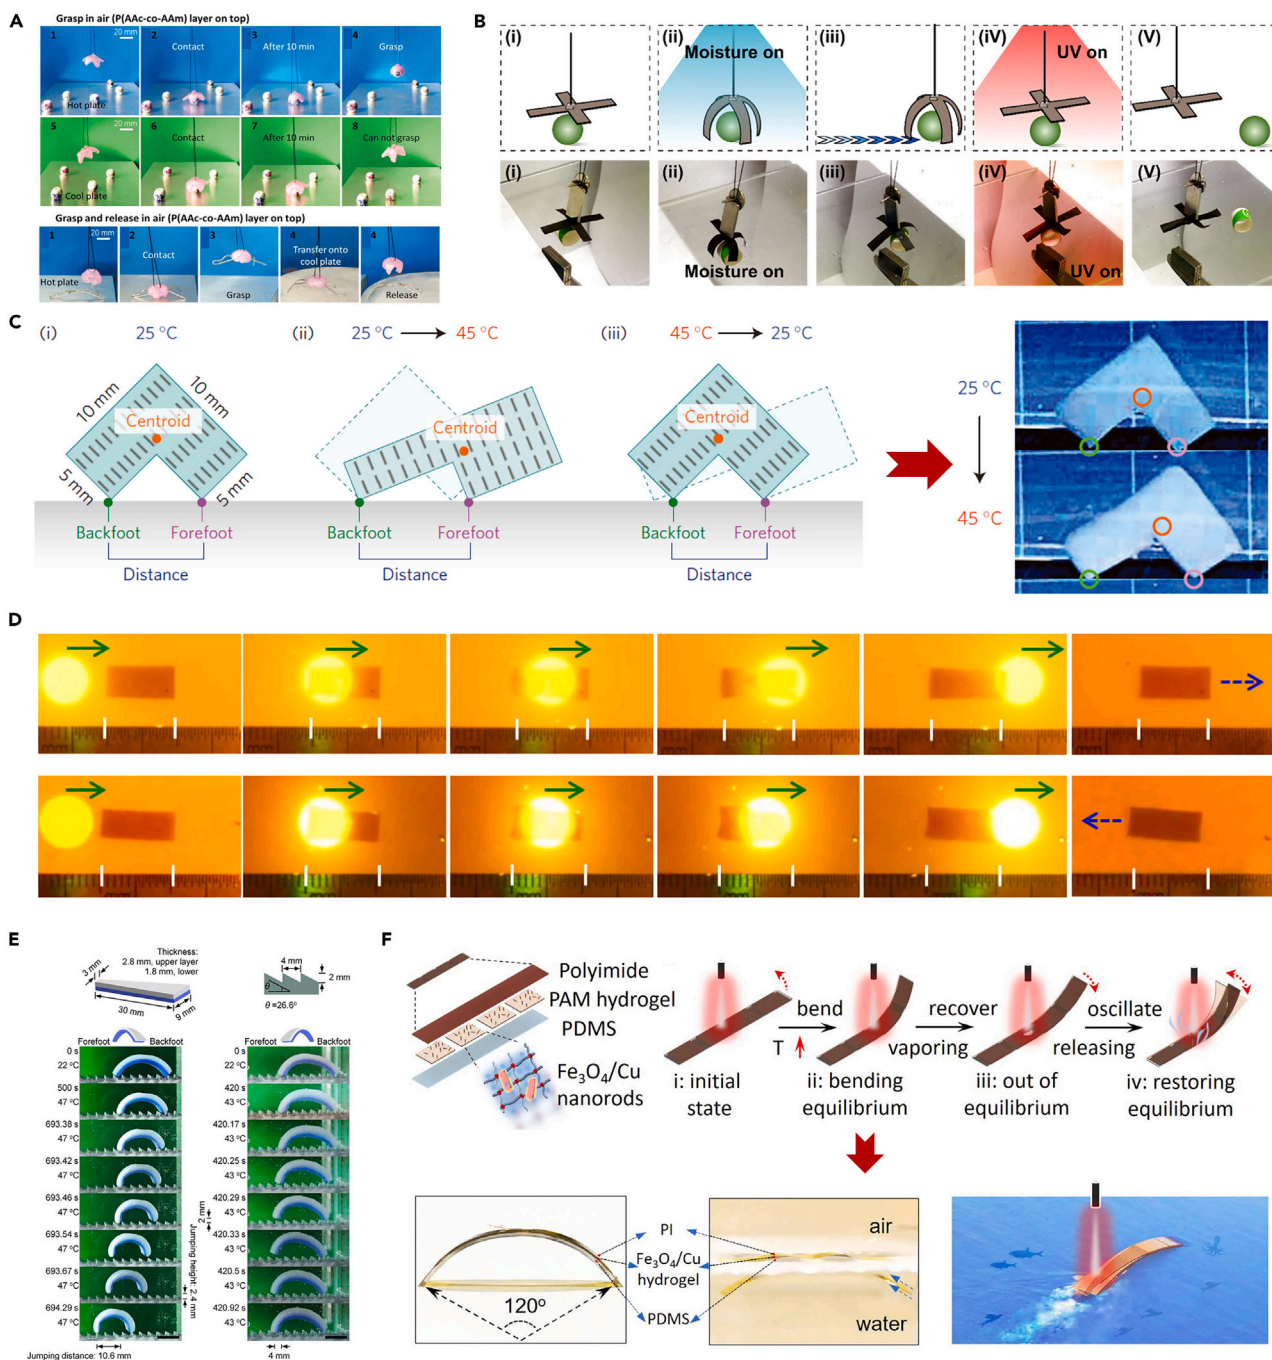 A
Grasp in air (P(AAc-co-AAm) layer on top)
1
20 mm
Hot plate
2
Contact
3
After 10 min
4
Grasp
5
20 mm
Cool plate
6
Contact
7
After 10 min
8
Can not grasp
Grasp and release in air (P(AAc-co-AAm) layer on top)
1
20 mm
Hot plate
2
Contact
3
Grasp
4
Transfer onto
cool plate
4
Release
B
(i)
(ii)
Moisture on
(iii)
(iV)
UV on
(V)
(i)
(ii)
Moisture on
(iii)
(iV)
UV on
(V)
C
(i)
25 °C
10 mm
10 mm
5 mm
5 mm
Centroid
Backfoot
Forefoot
Distance
(ii)
25 °C
45 °C
Centroid
Backfoot
Forefoot
Distance
(iii)
45 °C
25 °C
Centroid
Backfoot
Forefoot
Distance
25 °C
45 °C
D
E
Thickness:
2.8 mm, upper layer
1.8 mm, lower
3 mm
30 mm
9 mm
4 mm
2 mm
θ
θ =26.6°
Forefoot
Backfoot
0 s
22 °C
500 s
47 °C
693.38 s
47 °C
693.42 s
47 °C
693.46 s
47 °C
693.54 s
47 °C
693.67 s
47 °C
694.29 s
47 °C
Jumping height: 2.4 mm
Jumping distance: 10.6 mm
Forefoot
Backfoot
0 s
22 °C
420 s
43 °C
420.17 s
43 °C
420.25 s
43 °C
420.29 s
43 °C
420.33 s
43 °C
420.5 s
43 °C
420.92 s
43 °C
2 mm
4 mm
F
Polyimide
PAM hydrogel
PDMS
Fe3O4/Cu
nanorods
i: initial
state
bend
T
ii: bending
equilibrium
recover
vaporing
iii: out of
equilibrium
oscillate
releasing
iv: restoring
equilibrium
120°
PI
Fe3O4/Cu
hydrogel
PDMS
air
water